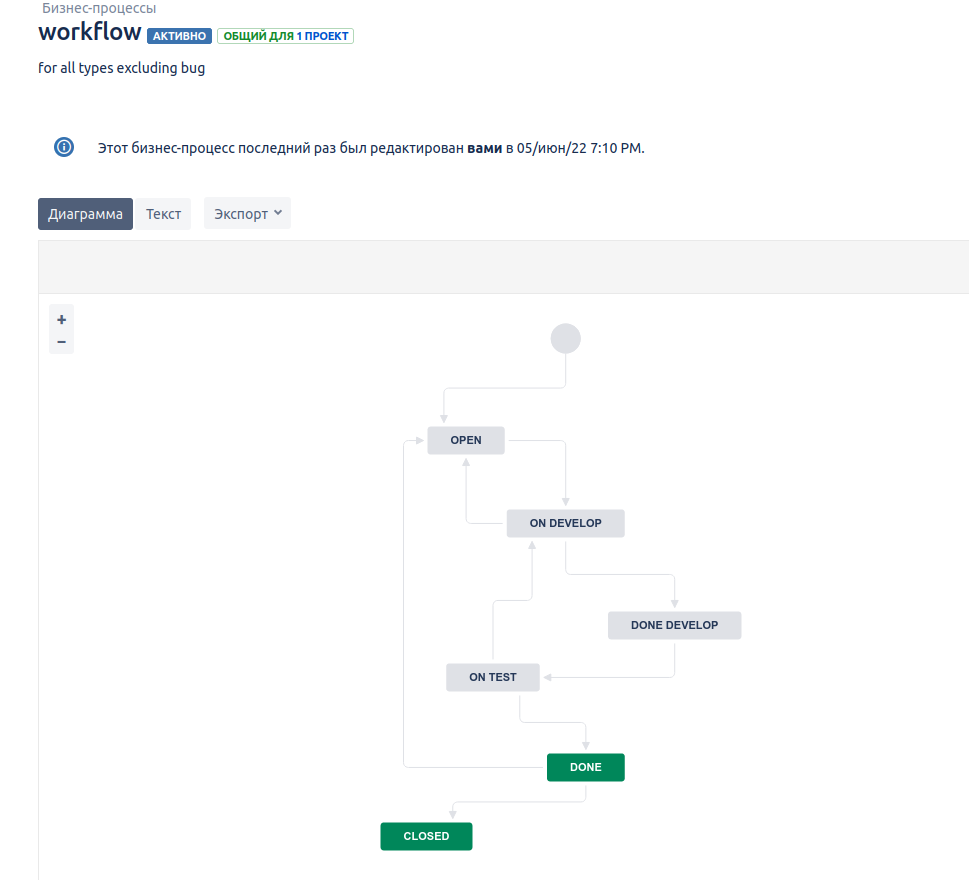 Бизнес-процессы
workflow АКТИВНО ОБЩИЙ ДЛЯ 1 ПРОЕКТ
for all types excluding bug
Этот бизнес-процесс последний раз был редактирован вами в 05/июн/22 7:10 PM.
Диаграмма Текст Экспорт
+
−
OPEN
ON DEVELOP
DONE DEVELOP
ON TEST
DONE
CLOSED